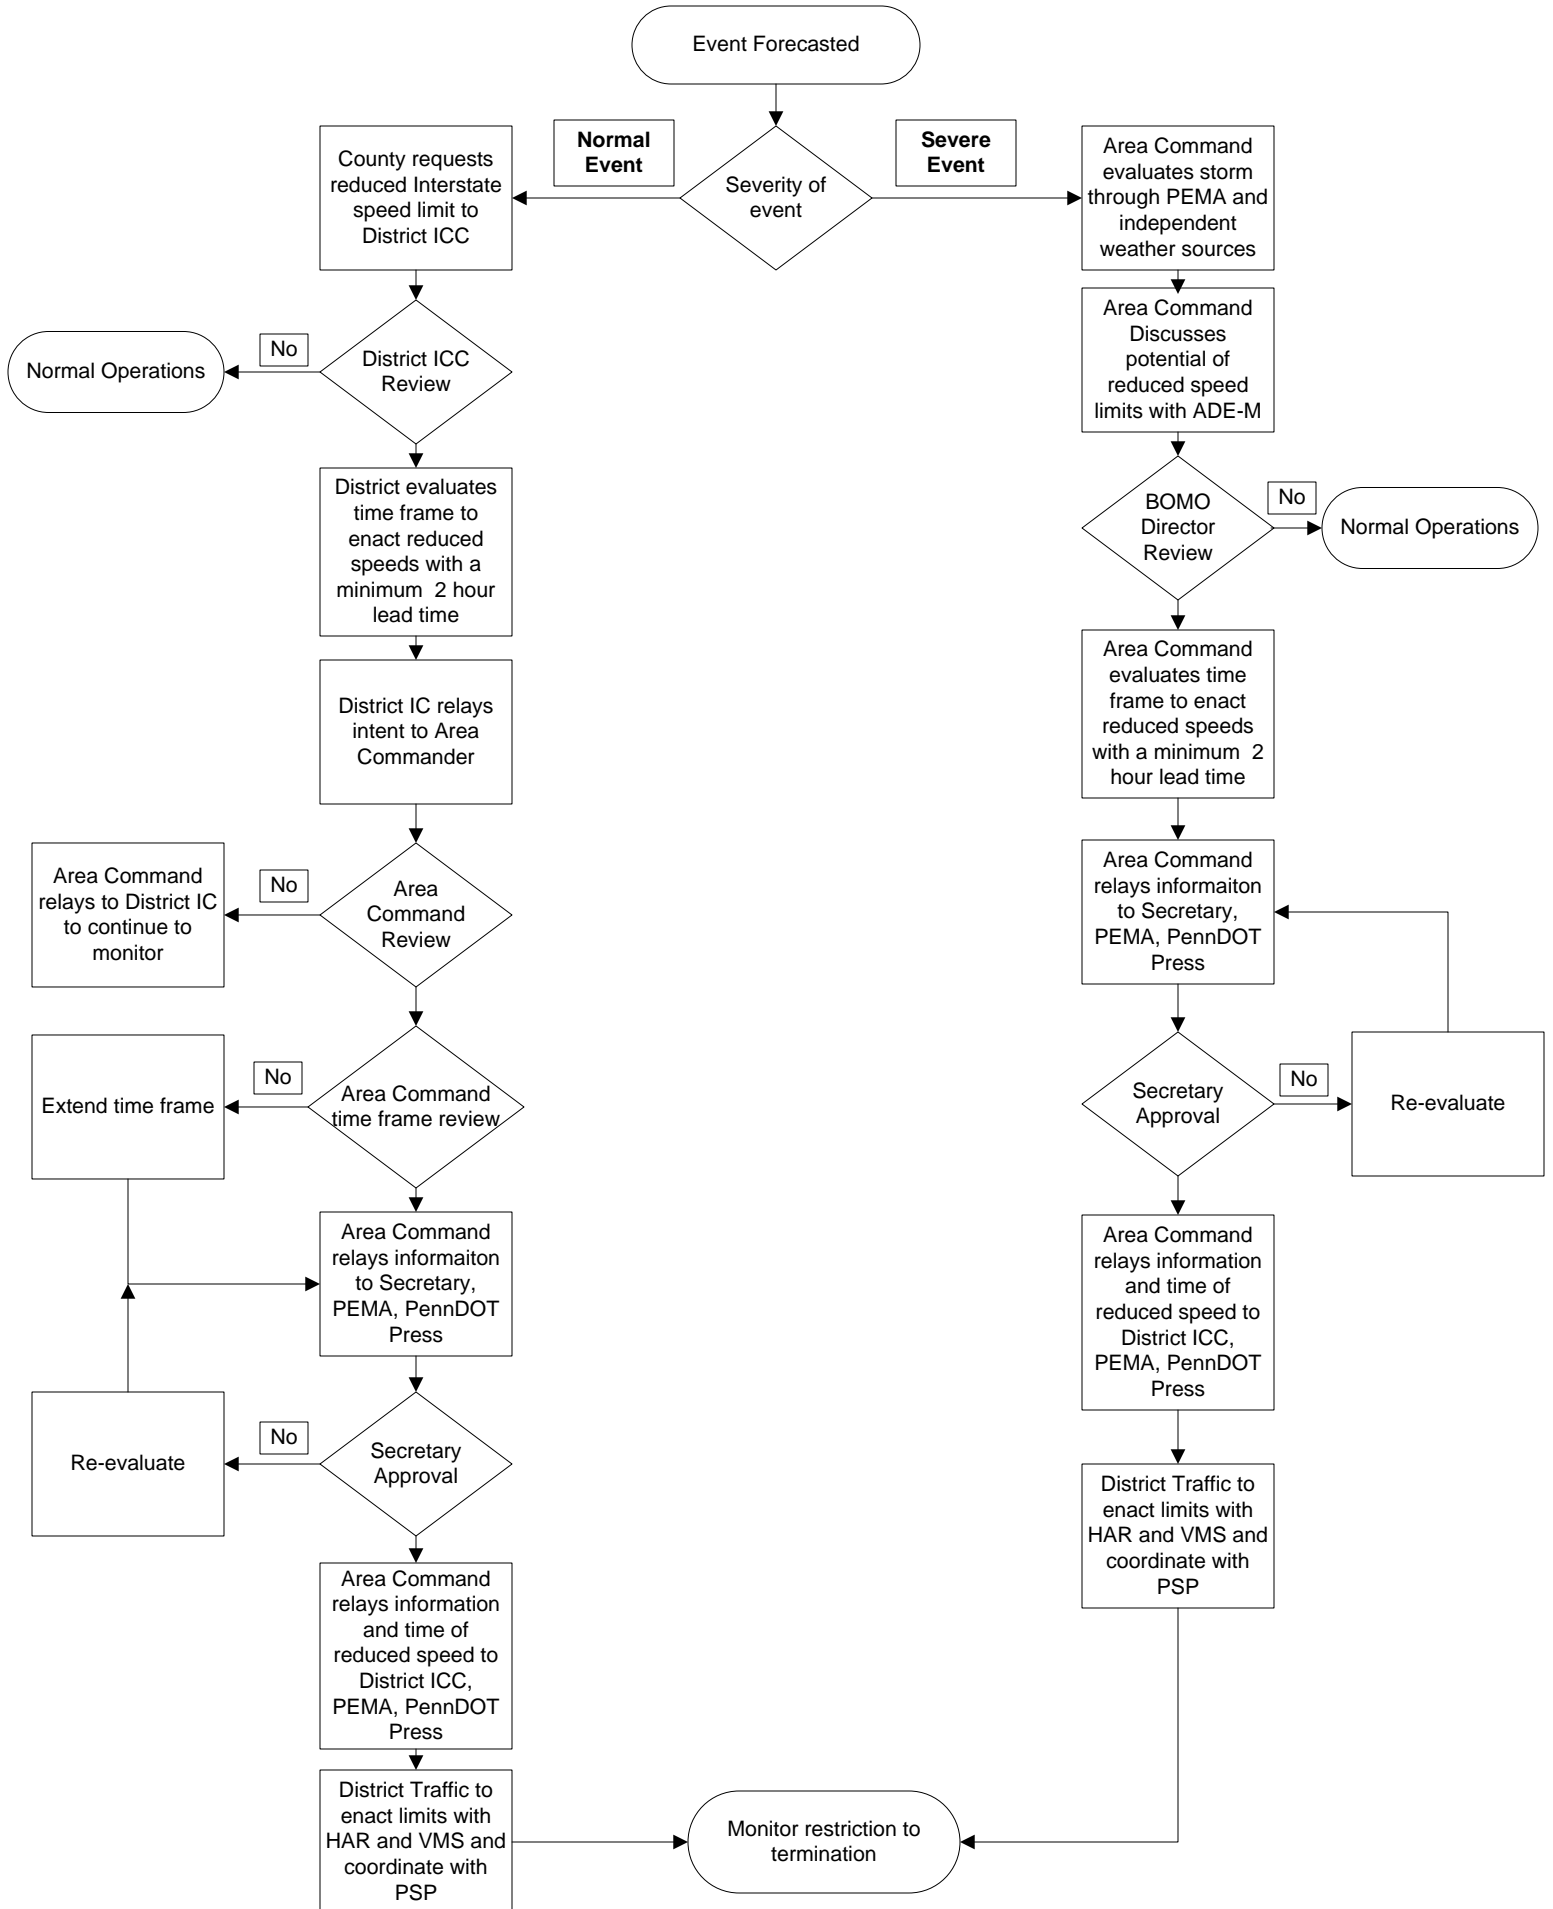 Event Forecasted
Normal
Event
Severe
Event
Severity of
event
County requests
reduced Interstate
speed limit to
District ICC
Area Command
evaluates storm
through PEMA and
independent
weather sources
Area Command
Discusses
potential of
reduced speed
limits with ADE-M
No
Normal Operations
District ICC
Review
BOMO
Director
Review
No
Normal Operations
District evaluates
time frame to
enact reduced
speeds with a
minimum  2 hour
lead time
Area Command
evaluates time
frame to enact
reduced speeds
with a minimum  2
hour lead time
District IC relays
intent to Area
Commander
Area Command
relays to District IC
to continue to
monitor
No
Area
Command
Review
Area Command
relays informaiton
to Secretary,
PEMA, PennDOT
Press
Extend time frame
No
Area Command
time frame review
Secretary
Approval
No
Re-evaluate
Area Command
relays informaiton
to Secretary,
PEMA, PennDOT
Press
Area Command
relays information
and time of
reduced speed to
District ICC,
PEMA, PennDOT
Press
Re-evaluate
No
Secretary
Approval
District Traffic to
enact limits with
HAR and VMS and
coordinate with
PSP
Area Command
relays information
and time of
reduced speed to
District ICC,
PEMA, PennDOT
Press
District Traffic to
enact limits with
HAR and VMS and
coordinate with
PSP
Monitor restriction to
termination